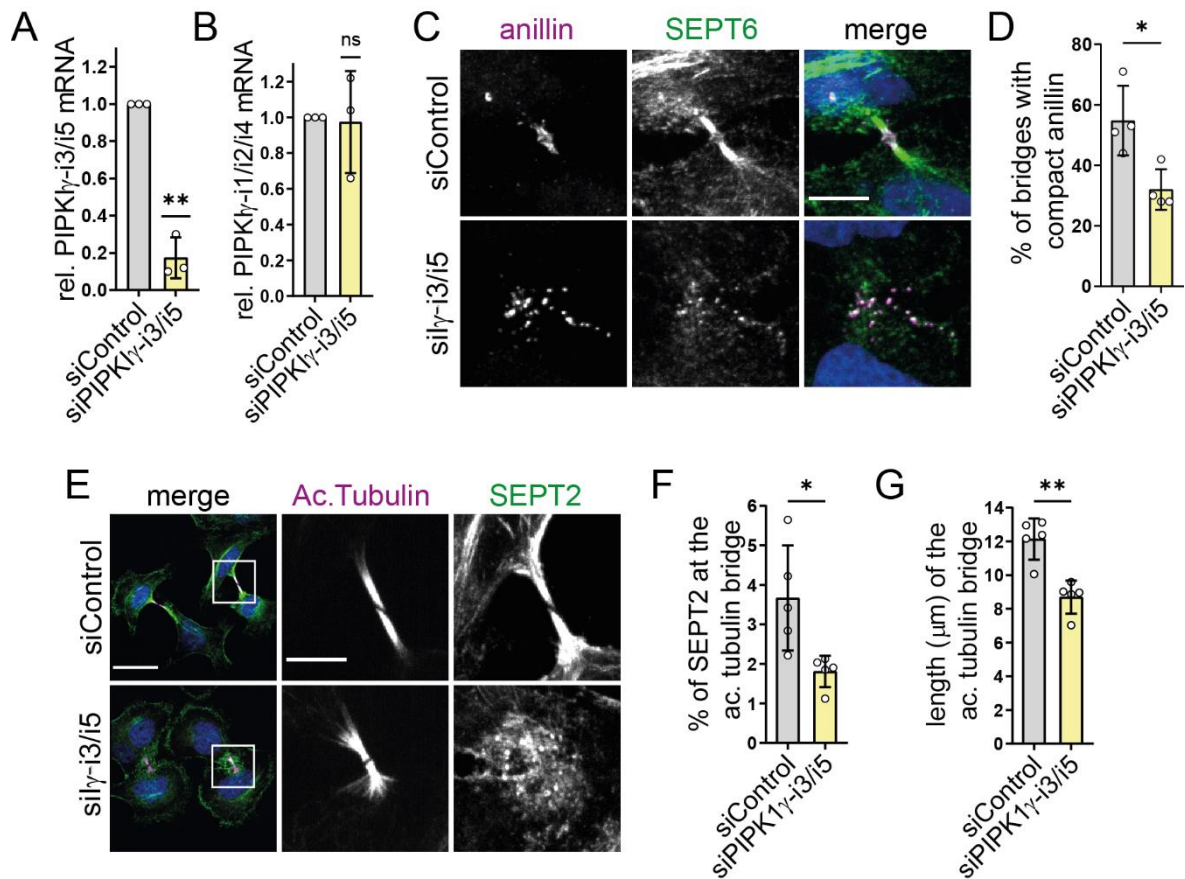 A
rel. PIPKIγ-i3/i5 mRNA
1.2
1.0
0.8
0.6
0.4
0.2
0.0
**
siControl
siPIPKIγ-i3/i5
B
rel. PIPKIγ-i1/i2/i4 mRNA
1.2
1.0
0.8
0.6
0.4
0.2
0.0
ns
siControl
siPIPKIγ-i3/i5
C
anillin
SEPT6
merge
siControl
siIγ-i3/i5
D
% of bridges with
compact anillin
80
60
40
20
0
*
siControl
siPIPKIγ-i3/i5
E
merge
Ac.Tubulin
SEPT2
siControl
siIγ-i3/i5
F
% of SEPT2 at the
ac. tubulin bridge
6
5
4
3
2
1
0
*
siControl
siPIPK1γ-i3/i5
G
length (μm) of the
ac. tubulin bridge
14
12
10
8
6
4
2
0
**
siControl
siPIPK1γ-i3/i5